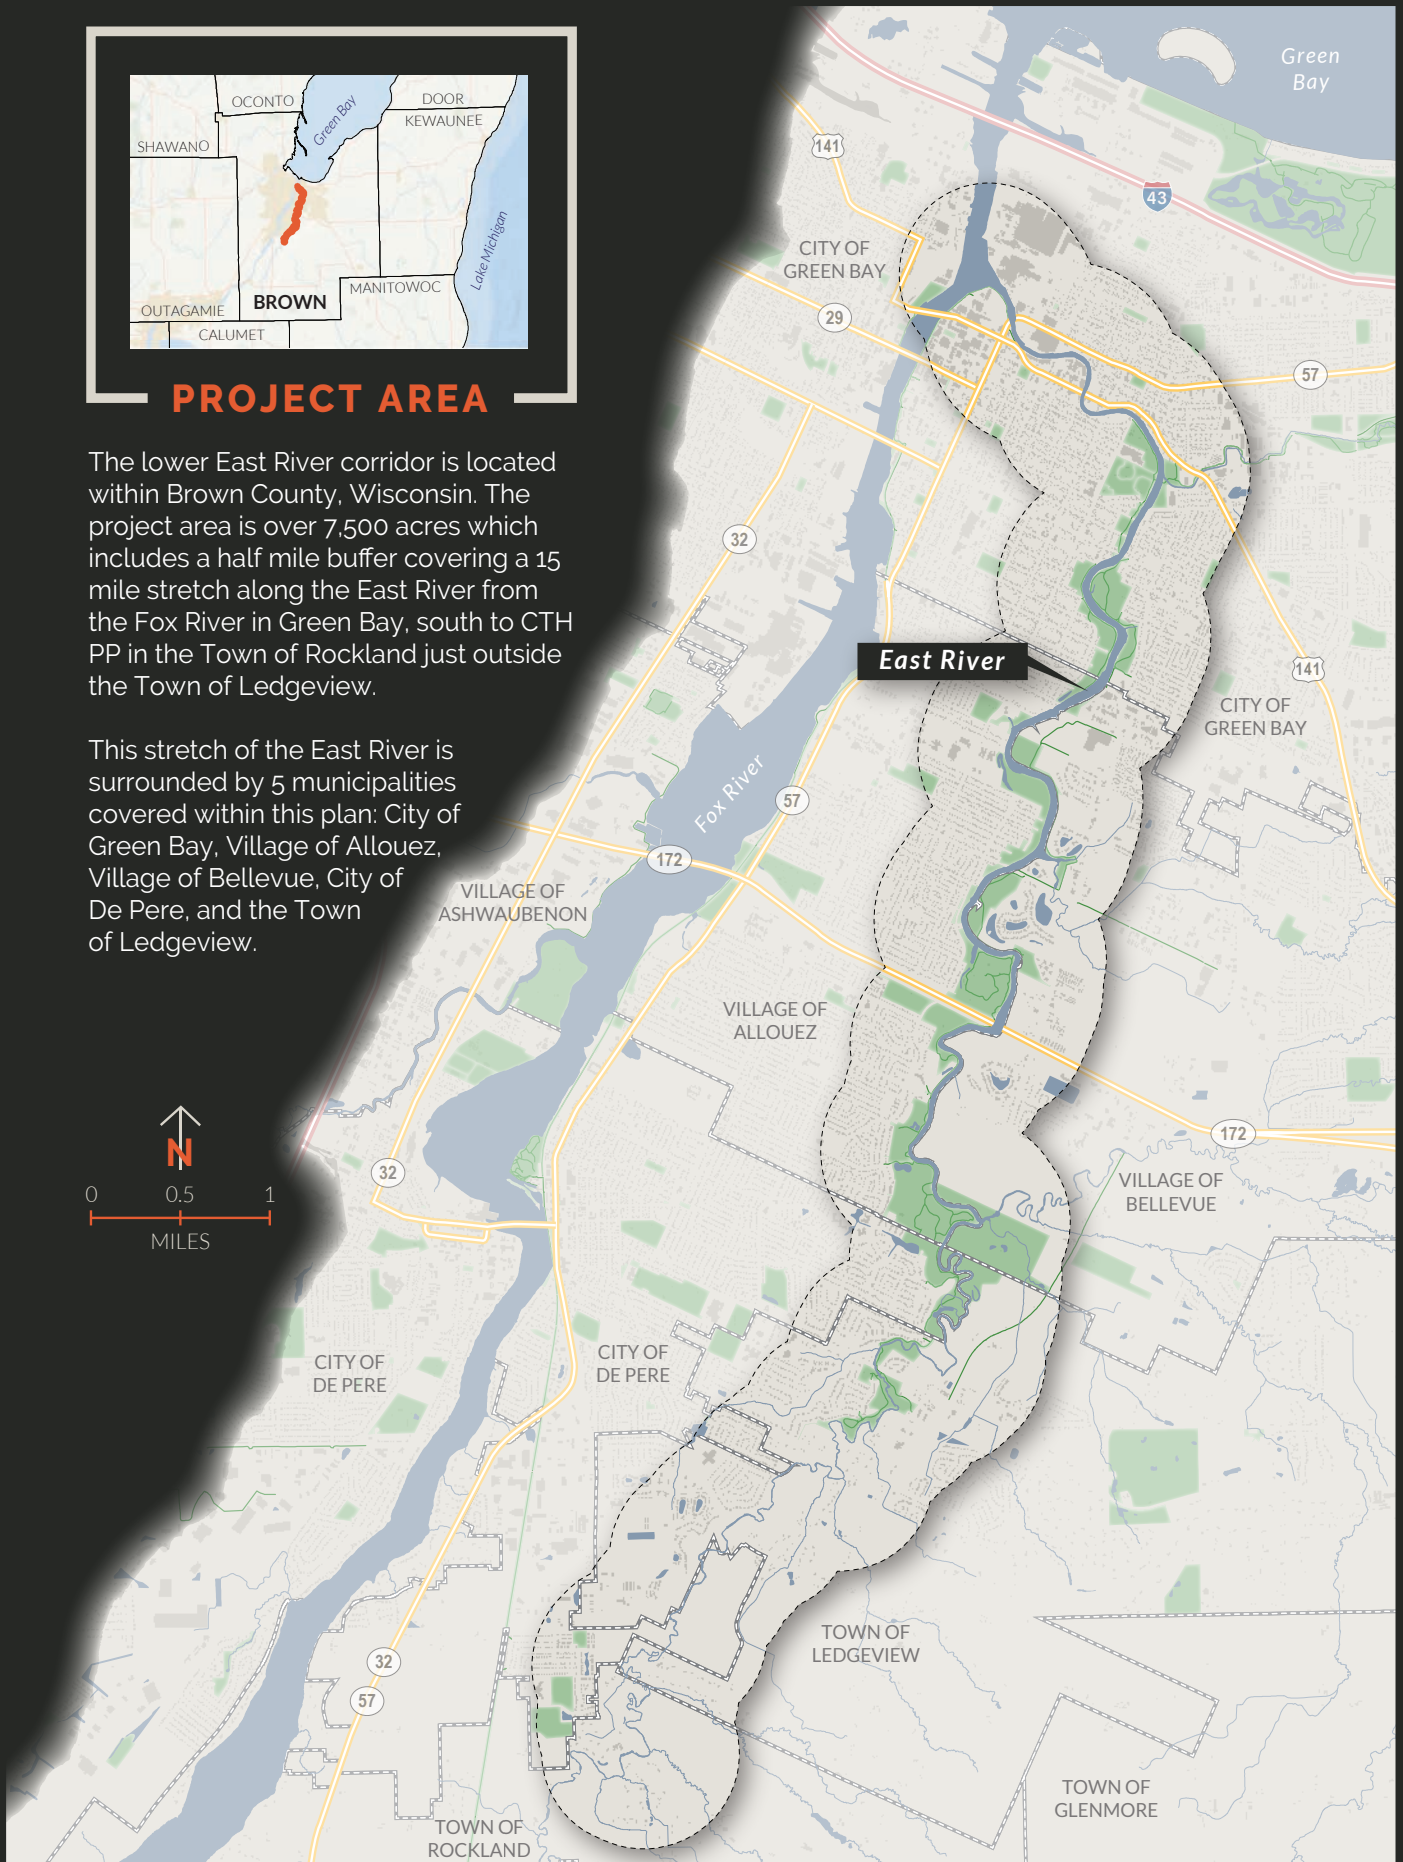 OCONTO
DOOR
KEWAUNEE
Green Bay
SHAWANO
Lake Michigan
OUTAGAMIE
BROWN
MANITOWOC
CALUMET
PROJECT AREA
The lower East River corridor is located
within Brown County, Wisconsin. The
project area is over 7,500 acres which
includes a half mile buffer covering a 15
mile stretch along the East River from
the Fox River in Green Bay, south to CTH
PP in the Town of Rockland just outside
the Town of Ledgeview.
This stretch of the East River is
surrounded by 5 municipalities
covered within this plan: City of
Green Bay, Village of Allouez,
Village of Bellevue, City of
De Pere, and the Town
of Ledgeview.
N
0 0.5 1
MILES
Green
Bay
141
43
CITY OF
GREEN BAY
29
57
32
East River
141
CITY OF
GREEN BAY
Fox River
57
172
VILLAGE OF
ASHWAUBENON
VILLAGE OF
ALLOUEZ
172
32
VILLAGE OF
BELLEVUE
CITY OF
DE PERE
CITY OF
DE PERE
TOWN OF
LEDGEVIEW
32
57
TOWN OF
GLENMORE
TOWN OF
ROCKLAND